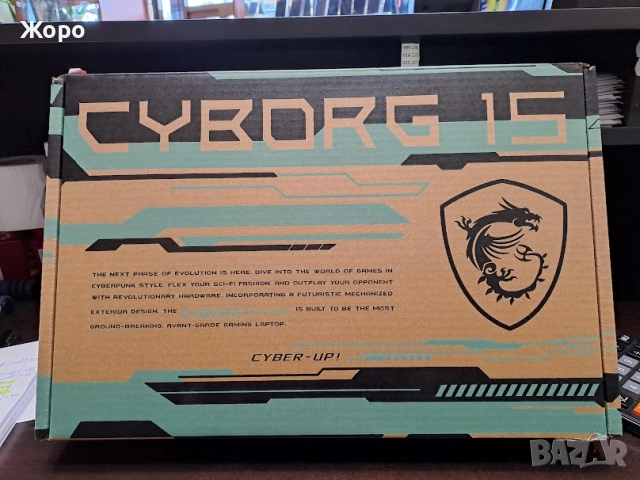 Жоро
CYBORG 15
THE NEXT PHASE OF EVOLUTION IS HERE. DIVE INTO THE WORLD OF GAMES IN
CYBERPUNK STYLE. FLEX YOUR SCI-FI FASHION AND OUTPLAY YOUR OPPONENT
WITH REVOLUTIONARY HARDWARE. INCORPORATING A FUTURISTIC MECHANIZED
EXTERIOR DESIGN, THE CYBORG IS BUILT TO BE THE MOST
GROUND-BREAKING, AVANT-GARDE GAMING LAPTOP.
CYBER-UP!
BAZAR